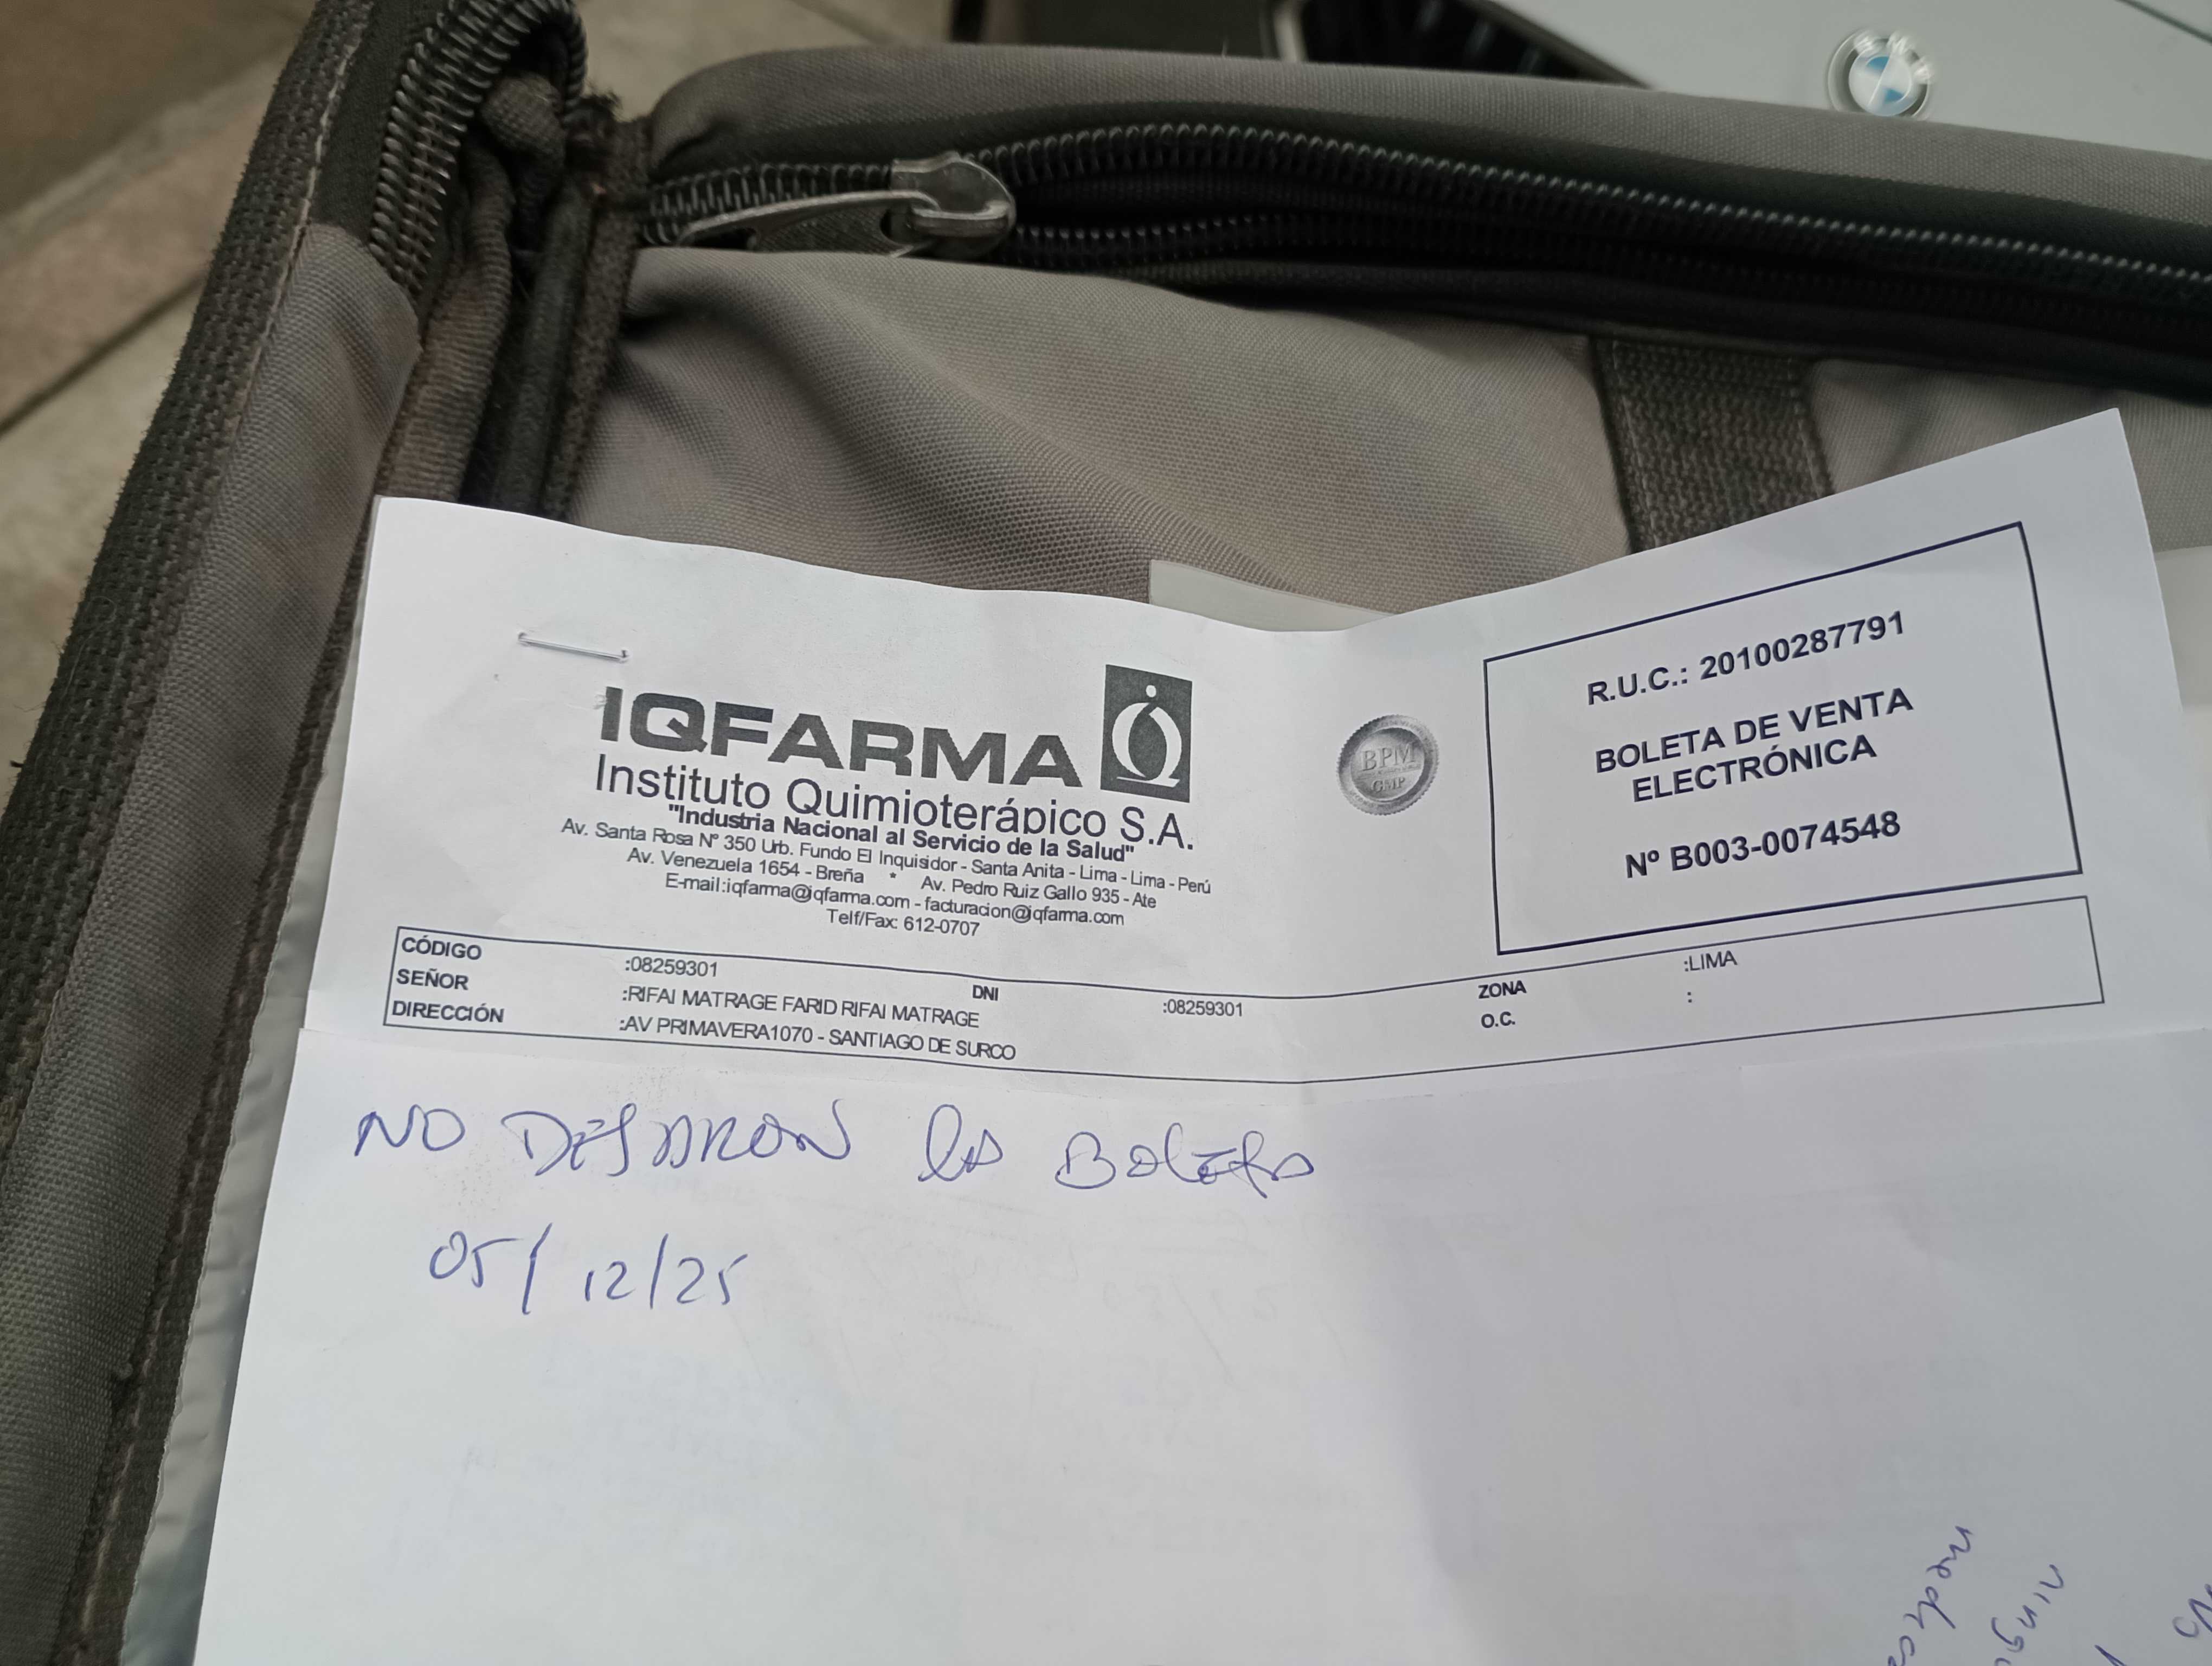 IQFARMA
Instituto Quimioterápico S.A.
"Industria Nacional al Servicio de la Salud"
Av. Santa Rosa Nº 350 Urb. Fundo El Inquisidor - Santa Anita - Lima - Lima - Perú
Av. Venezuela 1654 - Breña * Av. Pedro Ruiz Gallo 935 - Ate
E-mail:iqfarma@iqfarma.com - facturacion@iqfarma.com
Telf/Fax: 612-0707
BPM
GMP
R.U.C.: 20100287791
BOLETA DE VENTA
ELECTRÓNICA
Nº B003-0074548
CÓDIGO :08259301 DNI :08259301 ZONA :LIMA
SEÑOR :RIFAI MATRAGE FARID RIFAI MATRAGE O.C. :
DIRECCIÓN :AV PRIMAVERA1070 - SANTIAGO DE SURCO
NO DEJARON la BOLETA
05/12/25
BMW